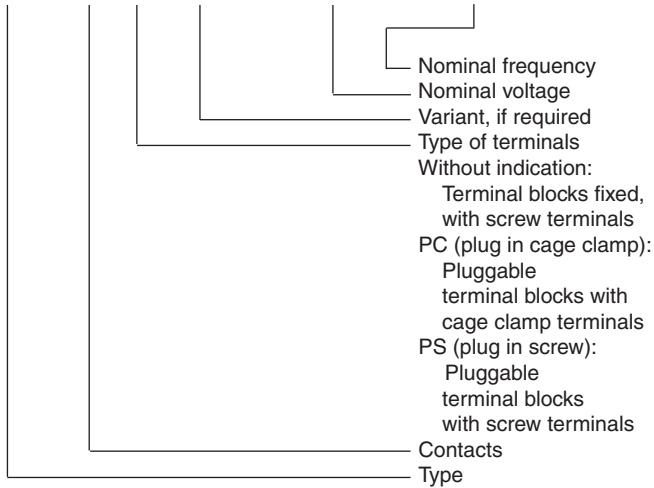 Nominal frequency
Nominal voltage
Variant, if required
Type of terminals
Without indication:
Terminal blocks fixed,
with screw terminals
PC (plug in cage clamp):
Pluggable
terminal blocks with
cage clamp terminals
PS (plug in screw):
Pluggable
terminal blocks
with screw terminals
Contacts
Type